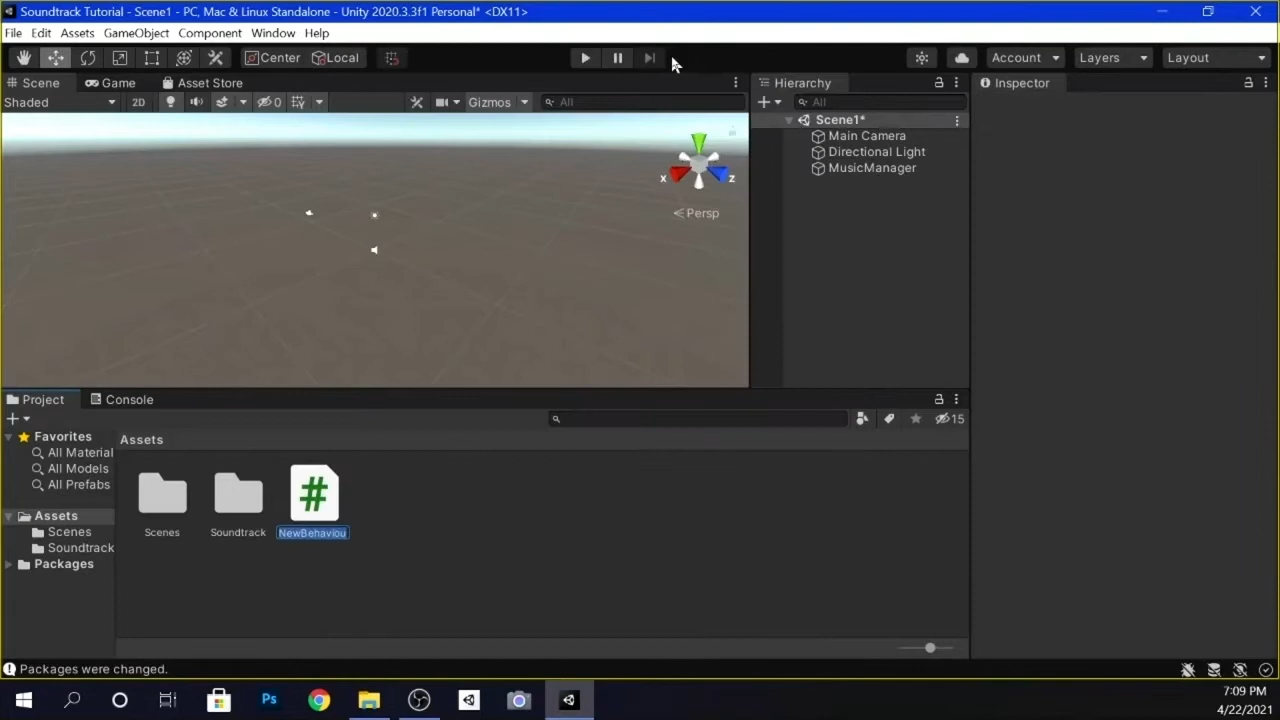 Soundtrack Tutorial - Scene1 - PC, Mac & Linux Standalone - Unity 2020.3.3f1 Personal* <DX11>
File Edit Assets GameObject Component Window Help
Center Local Account Layers Layout
Scene Game Asset Store
Shaded 2D 0 Gizmos All
x z
Persp
Hierarchy
All
Scene1*
Main Camera
Directional Light
MusicManager
Inspector
Project Console
15
Favorites
All Material
All Models
All Prefabs
Assets
Scenes
Soundtrack
Packages
Assets
#
Scenes Soundtrack NewBehaviou
Packages were changed.
Ps
7:09 PM
4/22/2021